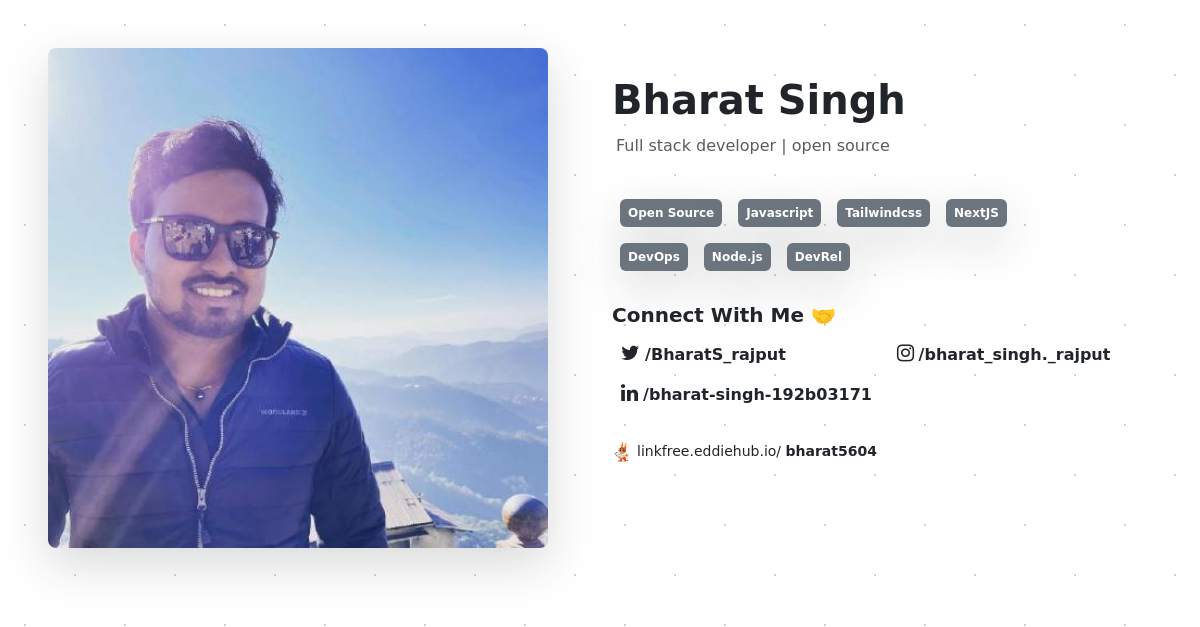 Bharat Singh
Full stack developer | open source
Open Source Javascript Tailwindcss NextJS
DevOps Node.js DevRel
Connect With Me 🤝
/BharatS_rajput /bharat_singh._rajput
/bharat-singh-192b03171
WOODLAND
linkfree.eddiehub.io/ bharat5604